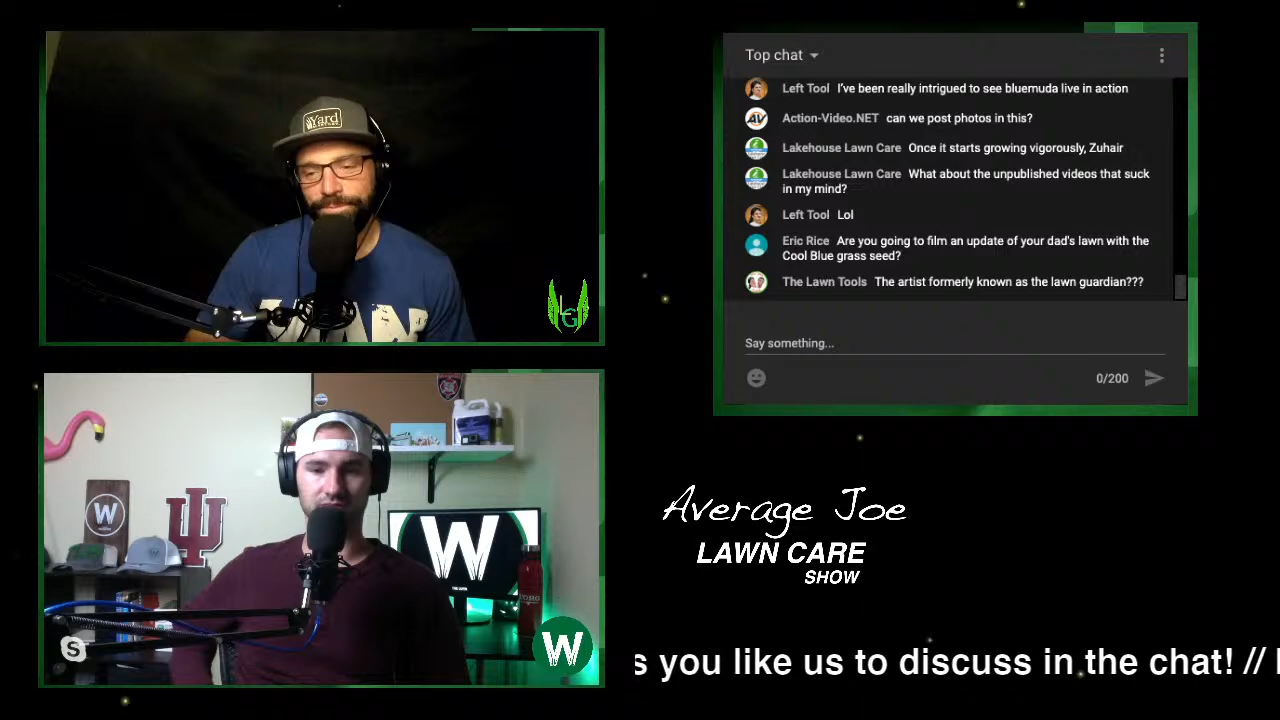 Yard
LG
Top chat
Left Tool I've been really intrigued to see bluemuda live in action
Action-Video.NET can we post photos in this?
Lakehouse Lawn Care Once it starts growing vigorously, Zuhair
Lakehouse Lawn Care What about the unpublished videos that suck
in my mind?
Left Tool Lol
Eric Rice Are you going to film an update of your dad's lawn with the
Cool Blue grass seed?
The Lawn Tools The artist formerly known as the lawn guardian???
Say something...
0/200
W
W
W
S
Average Joe
LAWN CARE
SHOW
s you like us to discuss in the chat! //